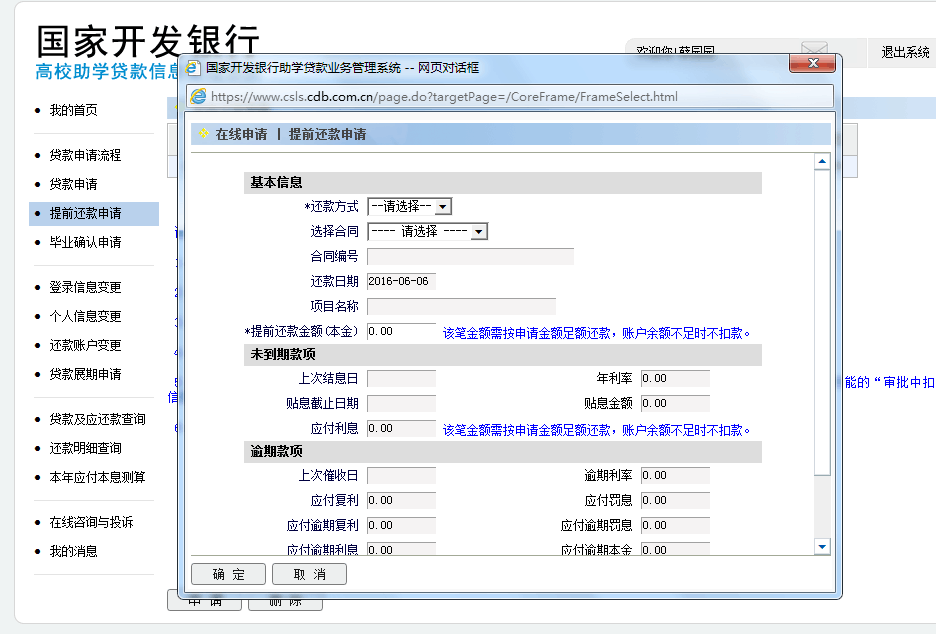 国家开发银行
高校助学贷款信息
退出系统
我的首页
贷款申请流程
贷款申请
提前还款申请
毕业确认申请
登录信息变更
个人信息变更
还款账户变更
贷款展期申请
贷款及应还款查询
还款明细查询
本年应付本息测算
在线咨询与投诉
我的消息
国家开发银行助学贷款业务管理系统 -- 网页对话框
https://www.csls.cdb.com.cn/page.do?targetPage=/CoreFrame/FrameSelect.html
在线申请 | 提前还款申请
基本信息
*还款方式 --请选择--
选择合同 ---- 请选择 ----
合同编号
还款日期 2016-06-06
项目名称
*提前还款金额(本金) 0.00 该笔金额需按申请金额足额还款，账户余额不足时不扣款。
未到期款项
上次结息日 年利率 0.00
贴息截止日期 贴息金额 0.00
应付利息 0.00 该笔金额需按申请金额足额还款，账户余额不足时不扣款。
逾期款项
上次催收日 逾期利率 0.00
应付复利 0.00 应付罚息 0.00
应付逾期复利 0.00 应付逾期罚息 0.00
应付逾期利息 0.00 应付逾期本金 0.00
确 定 取 消
能的“审批中扣
申 请 删 除